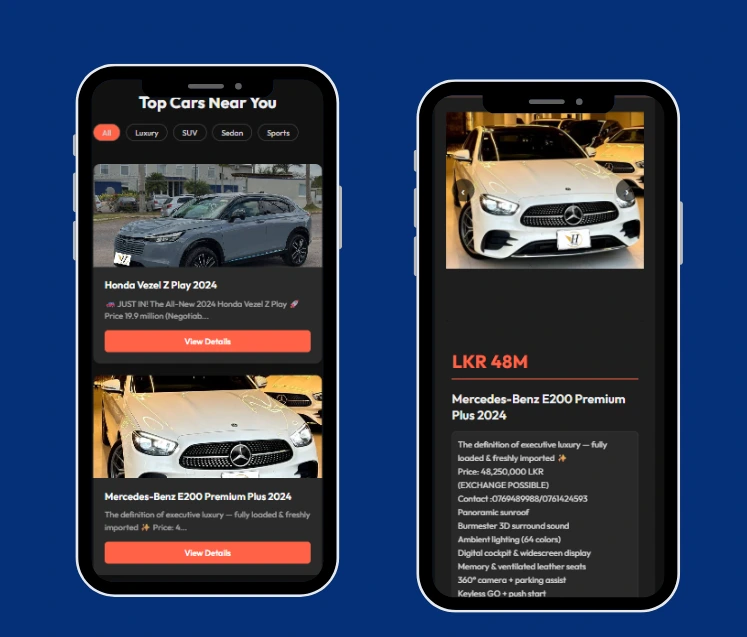 Top Cars Near You
All
Luxury
SUV
Sedan
Sports
Honda Vezel Z Play 2024
🚗 JUST IN! The All-New 2024 Honda Vezel Z Play 🚀
Price 19.9 million (Negotiab...
View Details
Mercedes-Benz E200 Premium Plus 2024
The definition of executive luxury — fully loaded & freshly
imported ✨ Price: 4...
View Details
LKR 48M
Mercedes-Benz E200 Premium
Plus 2024
The definition of executive luxury — fully
loaded & freshly imported ✨
Price: 48,250,000 LKR
(EXCHANGE POSSIBLE)
Contact :0769489988/0761424593
Panoramic sunroof
Burmester 3D surround sound
Ambient lighting (64 colors)
Digital cockpit & widescreen display
Memory & ventilated leather seats
360° camera + parking assist
Keyless GO + push start